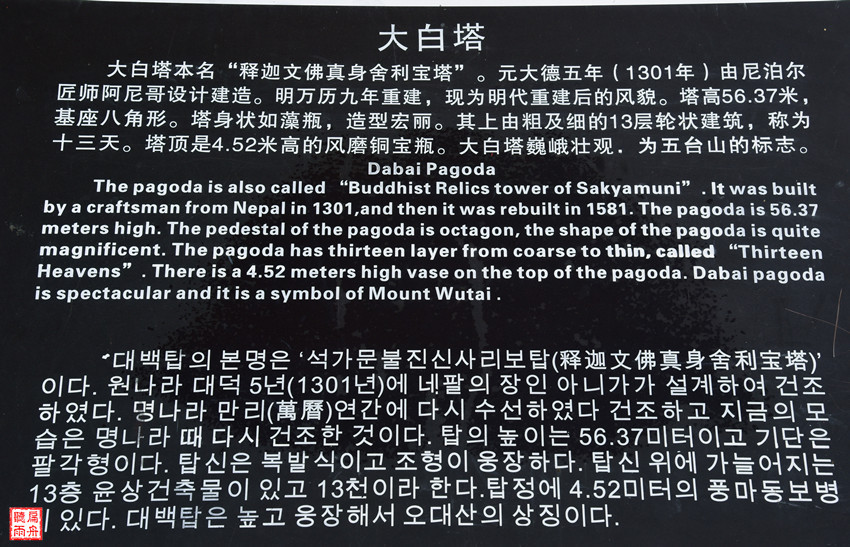 大白塔
大白塔本名“释迦文佛真身舍利宝塔”。元大德五年（1301年）由尼泊尔
匠师阿尼哥设计建造。明万历九年重建，现为明代重建后的风貌。塔高56.37米，
基座八角形。塔身状如藻瓶，造型宏丽。其上由粗及细的13层轮状建筑，称为
十三天。塔顶是4.52米高的风磨铜宝瓶。大白塔巍峨壮观．为五台山的标志。
Dabai Pagoda
The pagoda is also called “Buddhist Relics tower of Sakyamuni”. It was built
by a craftsman from Nepal in 1301,and then it was rebuilt in 1581. The pagoda is 56.37
meters high. The pedestal of the pagoda is octagon, the shape of the pagoda is quite
magnificent. The pagoda has thirteen layer from coarse to thin, called “Thirteen
Heavens”. There is a 4.52 meters high vase on the top of the pagoda. Dabai pagoda
is spectacular and it is a symbol of Mount Wutai .
대백탑의 본명은 ‘석가문불진신사리보탑(释迦文佛真身舍利宝塔)’
이다. 원나라 대덕 5년(1301년)에 네팔의 장인 아니가가 설계하여 건조
하였다. 명나라 만리(萬曆)연간에 다시 수선하였다 건조하고 지금의 모
습은 명나라 때 다시 건조한 것이다. 탑의 높이는 56.37미터이고 기단은
팔각형이다. 탑신은 복발식이고 조형이 웅장하다. 탑신 위에 가늘어지는
13층 윤상건축물이 있고 13천이라 한다.탑정에 4.52미터의 풍마동보병
이 있다. 대백탑은 높고 웅장해서 오대산의 상징이다.